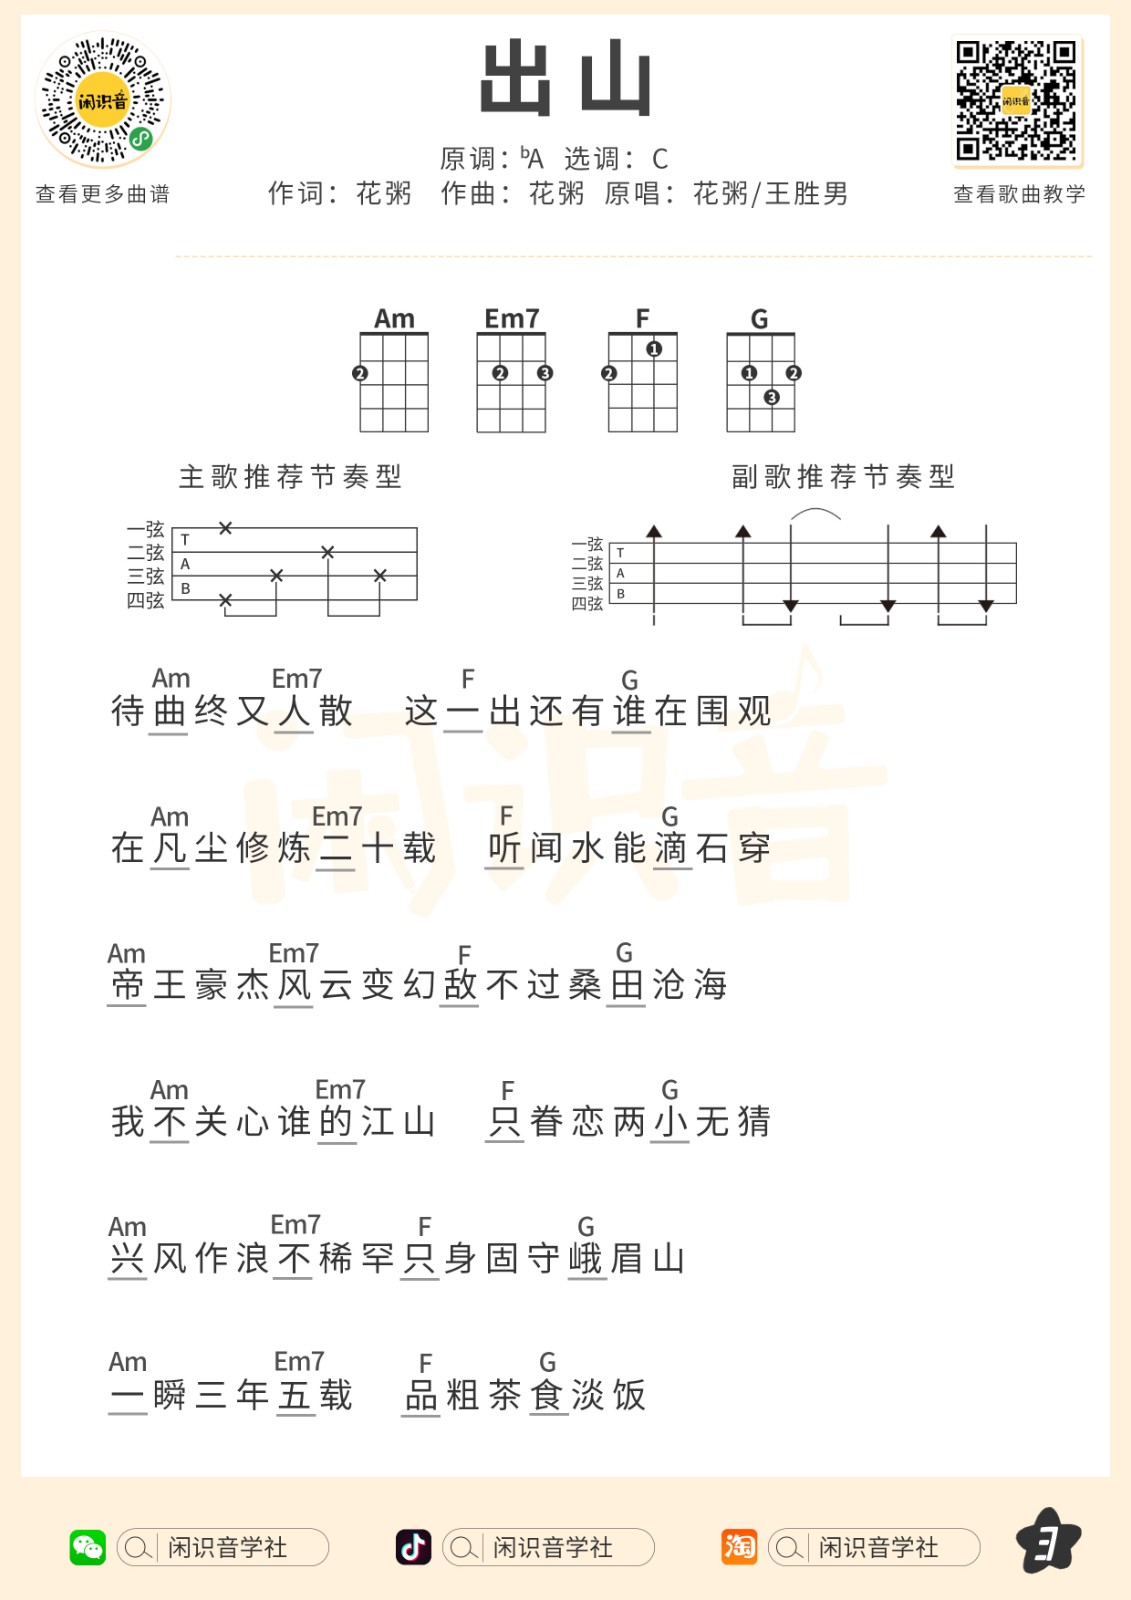 闲识音
查看更多曲谱
出山
原调：ᵇA 选调：C
作词：花粥 作曲：花粥 原唱：花粥/王胜男
闲识音
查看歌曲教学
Am Em7 F G
2 2 3 1 2 1 2 3
主歌推荐节奏型 副歌推荐节奏型
一弦 T
二弦 A
三弦 B
四弦
一弦 T
二弦 A
三弦 B
四弦
Am Em7 F G
待曲终又人散 这一出还有谁在围观
Am Em7 F G
在凡尘修炼二十载 听闻水能滴石穿
Am Em7 F G
帝王豪杰风云变幻敌不过桑田沧海
Am Em7 F G
我不关心谁的江山 只眷恋两小无猜
Am Em7 F G
兴风作浪不稀罕只身固守峨眉山
Am Em7 F G
一瞬三年五载 品粗茶食淡饭
闲识音
闲识音学社 闲识音学社 淘 闲识音学社 3